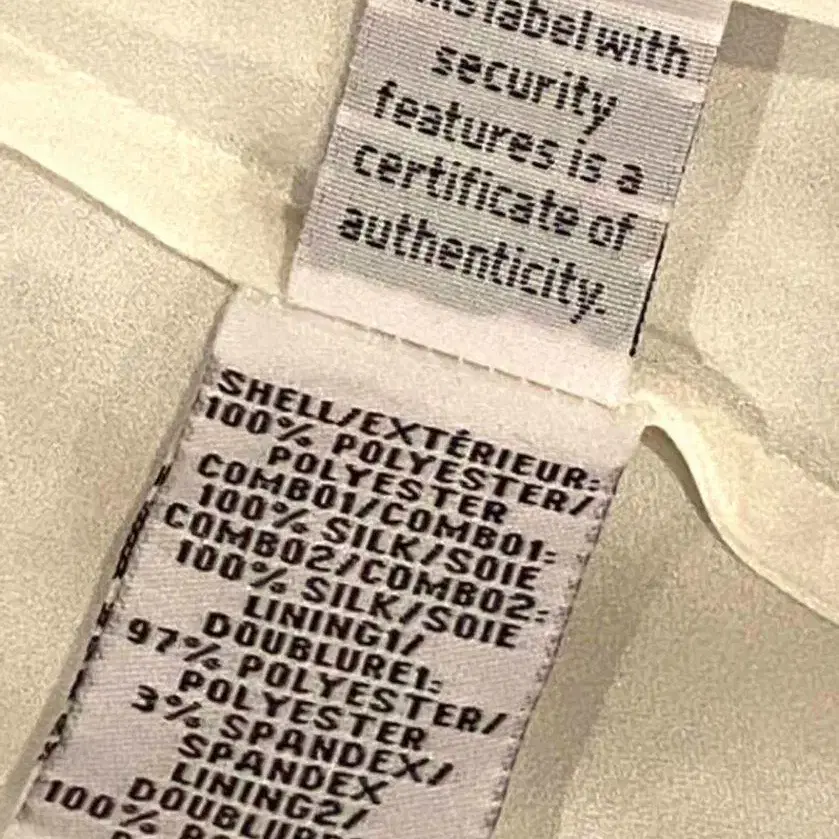 label with
security
features is a
certificate of
authenticity.
SHELL/EXTÉRIEUR:
100% POLYESTER/
POLYESTER
COMBO1/COMBO1:
100% SILK/SOIE
COMBO2/COMBO2:
100% SILK/SOIE
LINING1/
DOUBLURE1:
97% POLYESTER/
POLYESTER
3% SPANDEX/
SPANDEX
LINING2/
100%